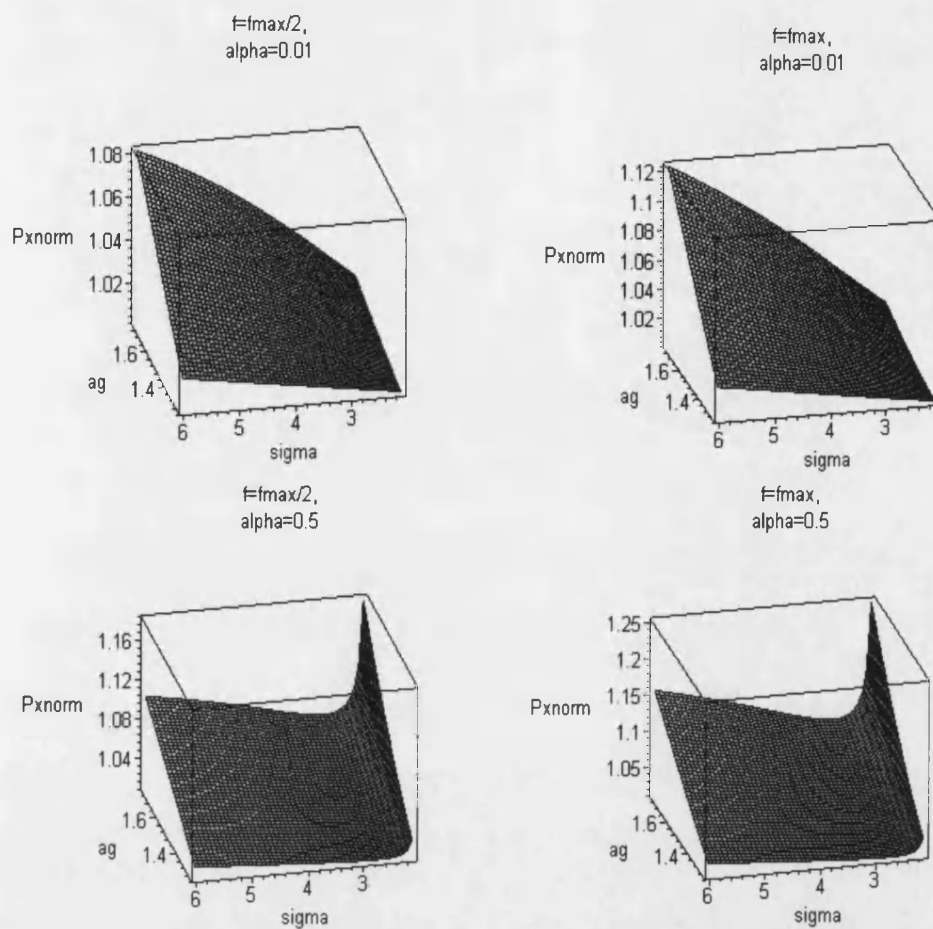 f=fmax/2,
alpha=0.01
1.08
1.06
Pxnorm
1.04
1.02
1.6
ag
1.4
6
5
4
3
sigma
f=fmax,
alpha=0.01
1.12
1.1
1.08
Pxnorm
1.06
1.04
1.02
1.6
ag
1.4
6
5
4
3
sigma
f=fmax/2,
alpha=0.5
1.16
1.12
Pxnorm
1.08
1.04
1.6
ag
1.4
6
5
4
3
sigma
f=fmax,
alpha=0.5
1.25
1.2
Pxnorm
1.15
1.1
1.05
1.6
ag
1.4
6
5
4
3
sigma